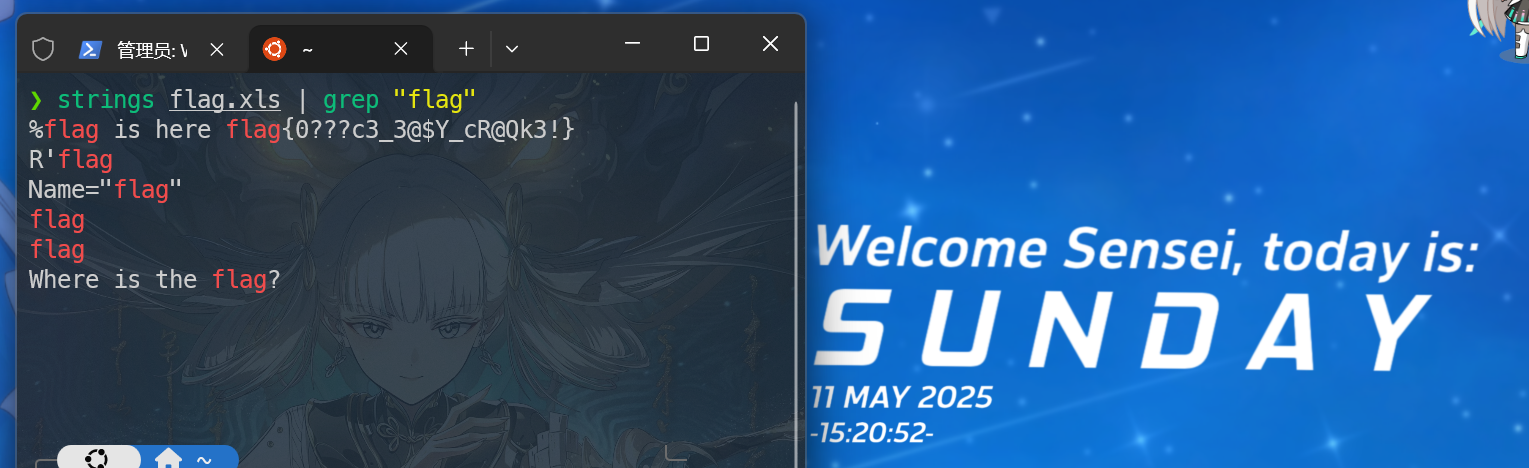 管理员: V
~
❯ strings flag.xls | grep "flag"
%flag is here flag{0???c3_3@$Y_cR@Qk3!}
R'flag
Name="flag"
flag
flag
Where is the flag?
~
Welcome Sensei, today is:
SUNDAY
11 MAY 2025
-15:20:52-